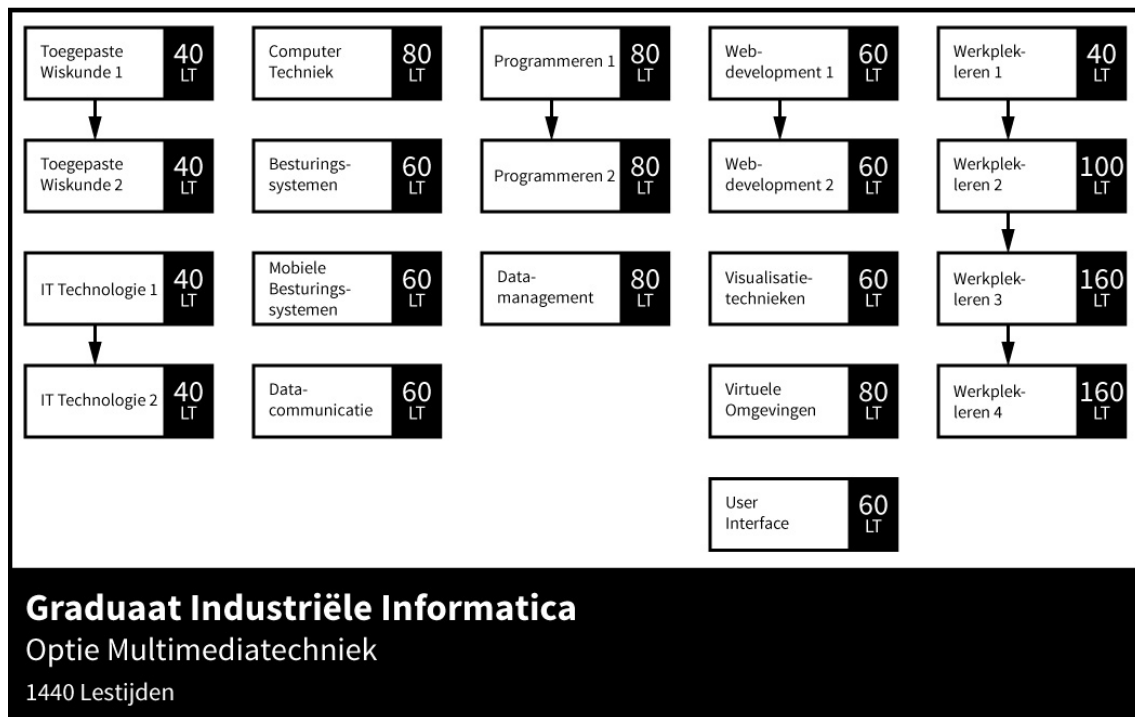 Toegepaste
Wiskunde 1
40
LT
Computer
Techniek
80
LT
Programmeren 1
80
LT
Web-
development 1
60
LT
Werkplek-
leren 1
40
LT
Toegepaste
Wiskunde 2
40
LT
Besturings-
systemen
60
LT
Programmeren 2
80
LT
Web-
development 2
60
LT
Werkplek-
leren 2
100
LT
IT Technologie 1
40
LT
Mobiele
Besturings-
systemen
60
LT
Data-
management
80
LT
Visualisatie-
technieken
60
LT
Werkplek-
leren 3
160
LT
IT Technologie 2
40
LT
Data-
communicatie
60
LT
Virtuele
Omgevingen
80
LT
Werkplek-
leren 4
160
LT
User
Interface
60
LT
Graduaat Industriële Informatica
Optie Multimediatechniek
1440 Lestijden